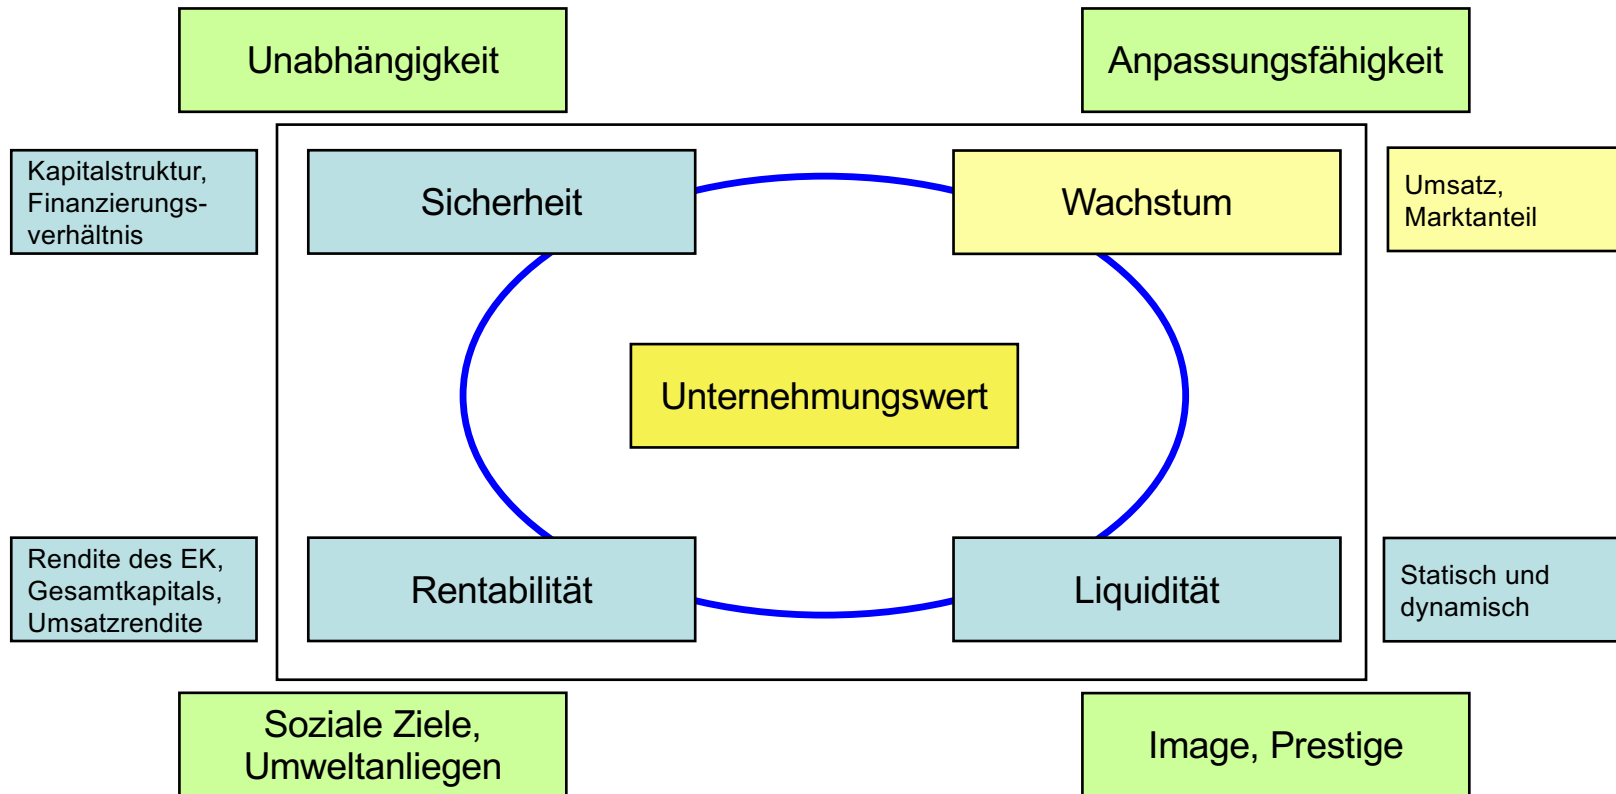 Unabhängigkeit
Anpassungsfähigkeit
Kapitalstruktur,
Finanzierungs-
verhältnis
Sicherheit
Wachstum
Umsatz,
Marktanteil
Unternehmungswert
Rendite des EK,
Gesamtkapitals,
Umsatzrendite
Rentabilität
Liquidität
Statisch und
dynamisch
Soziale Ziele,
Umweltanliegen
Image, Prestige